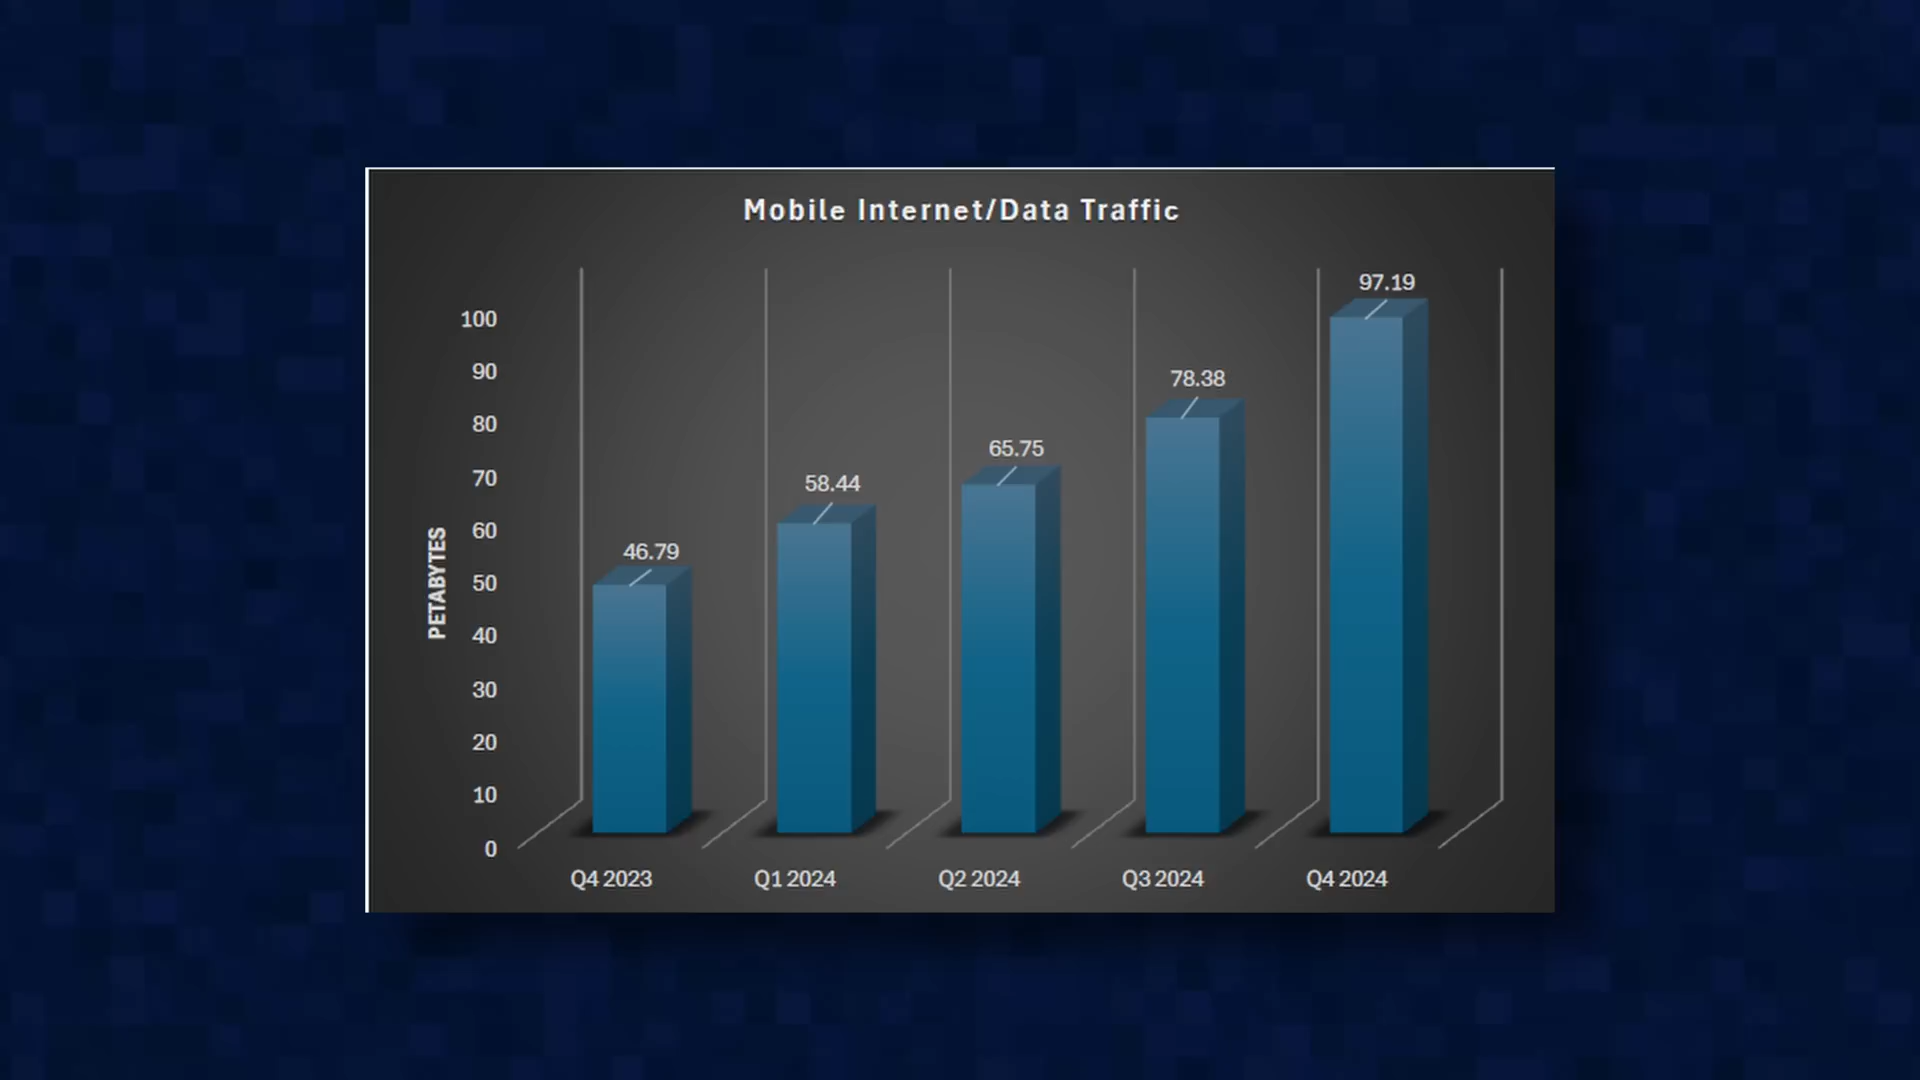 Mobile Internet/Data Traffic
97.19
100
90
78.38
80
70
65.75
58.44
60
46.79
50
PETABYTES
40
30
20
10
0
Q4 2023
Q1 2024
Q2 2024
Q3 2024
Q4 2024